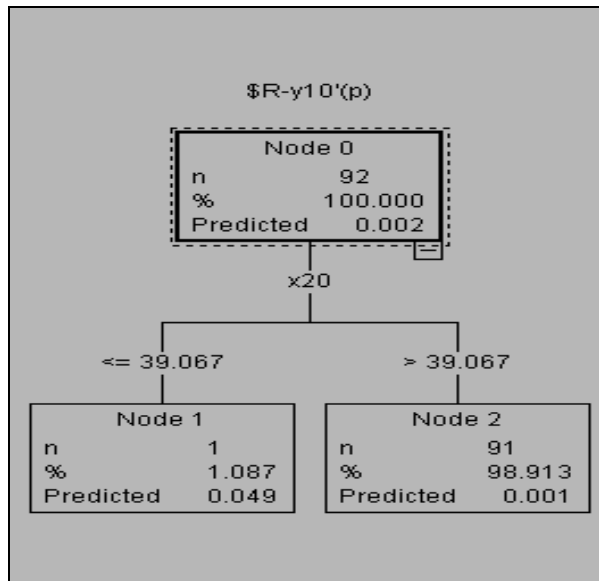 $R-y10'(p)
Node 0
n 92
% 100.000
Predicted 0.002
x20
<= 39.067
> 39.067
Node 1
n 1
% 1.087
Predicted 0.049
Node 2
n 91
% 98.913
Predicted 0.001